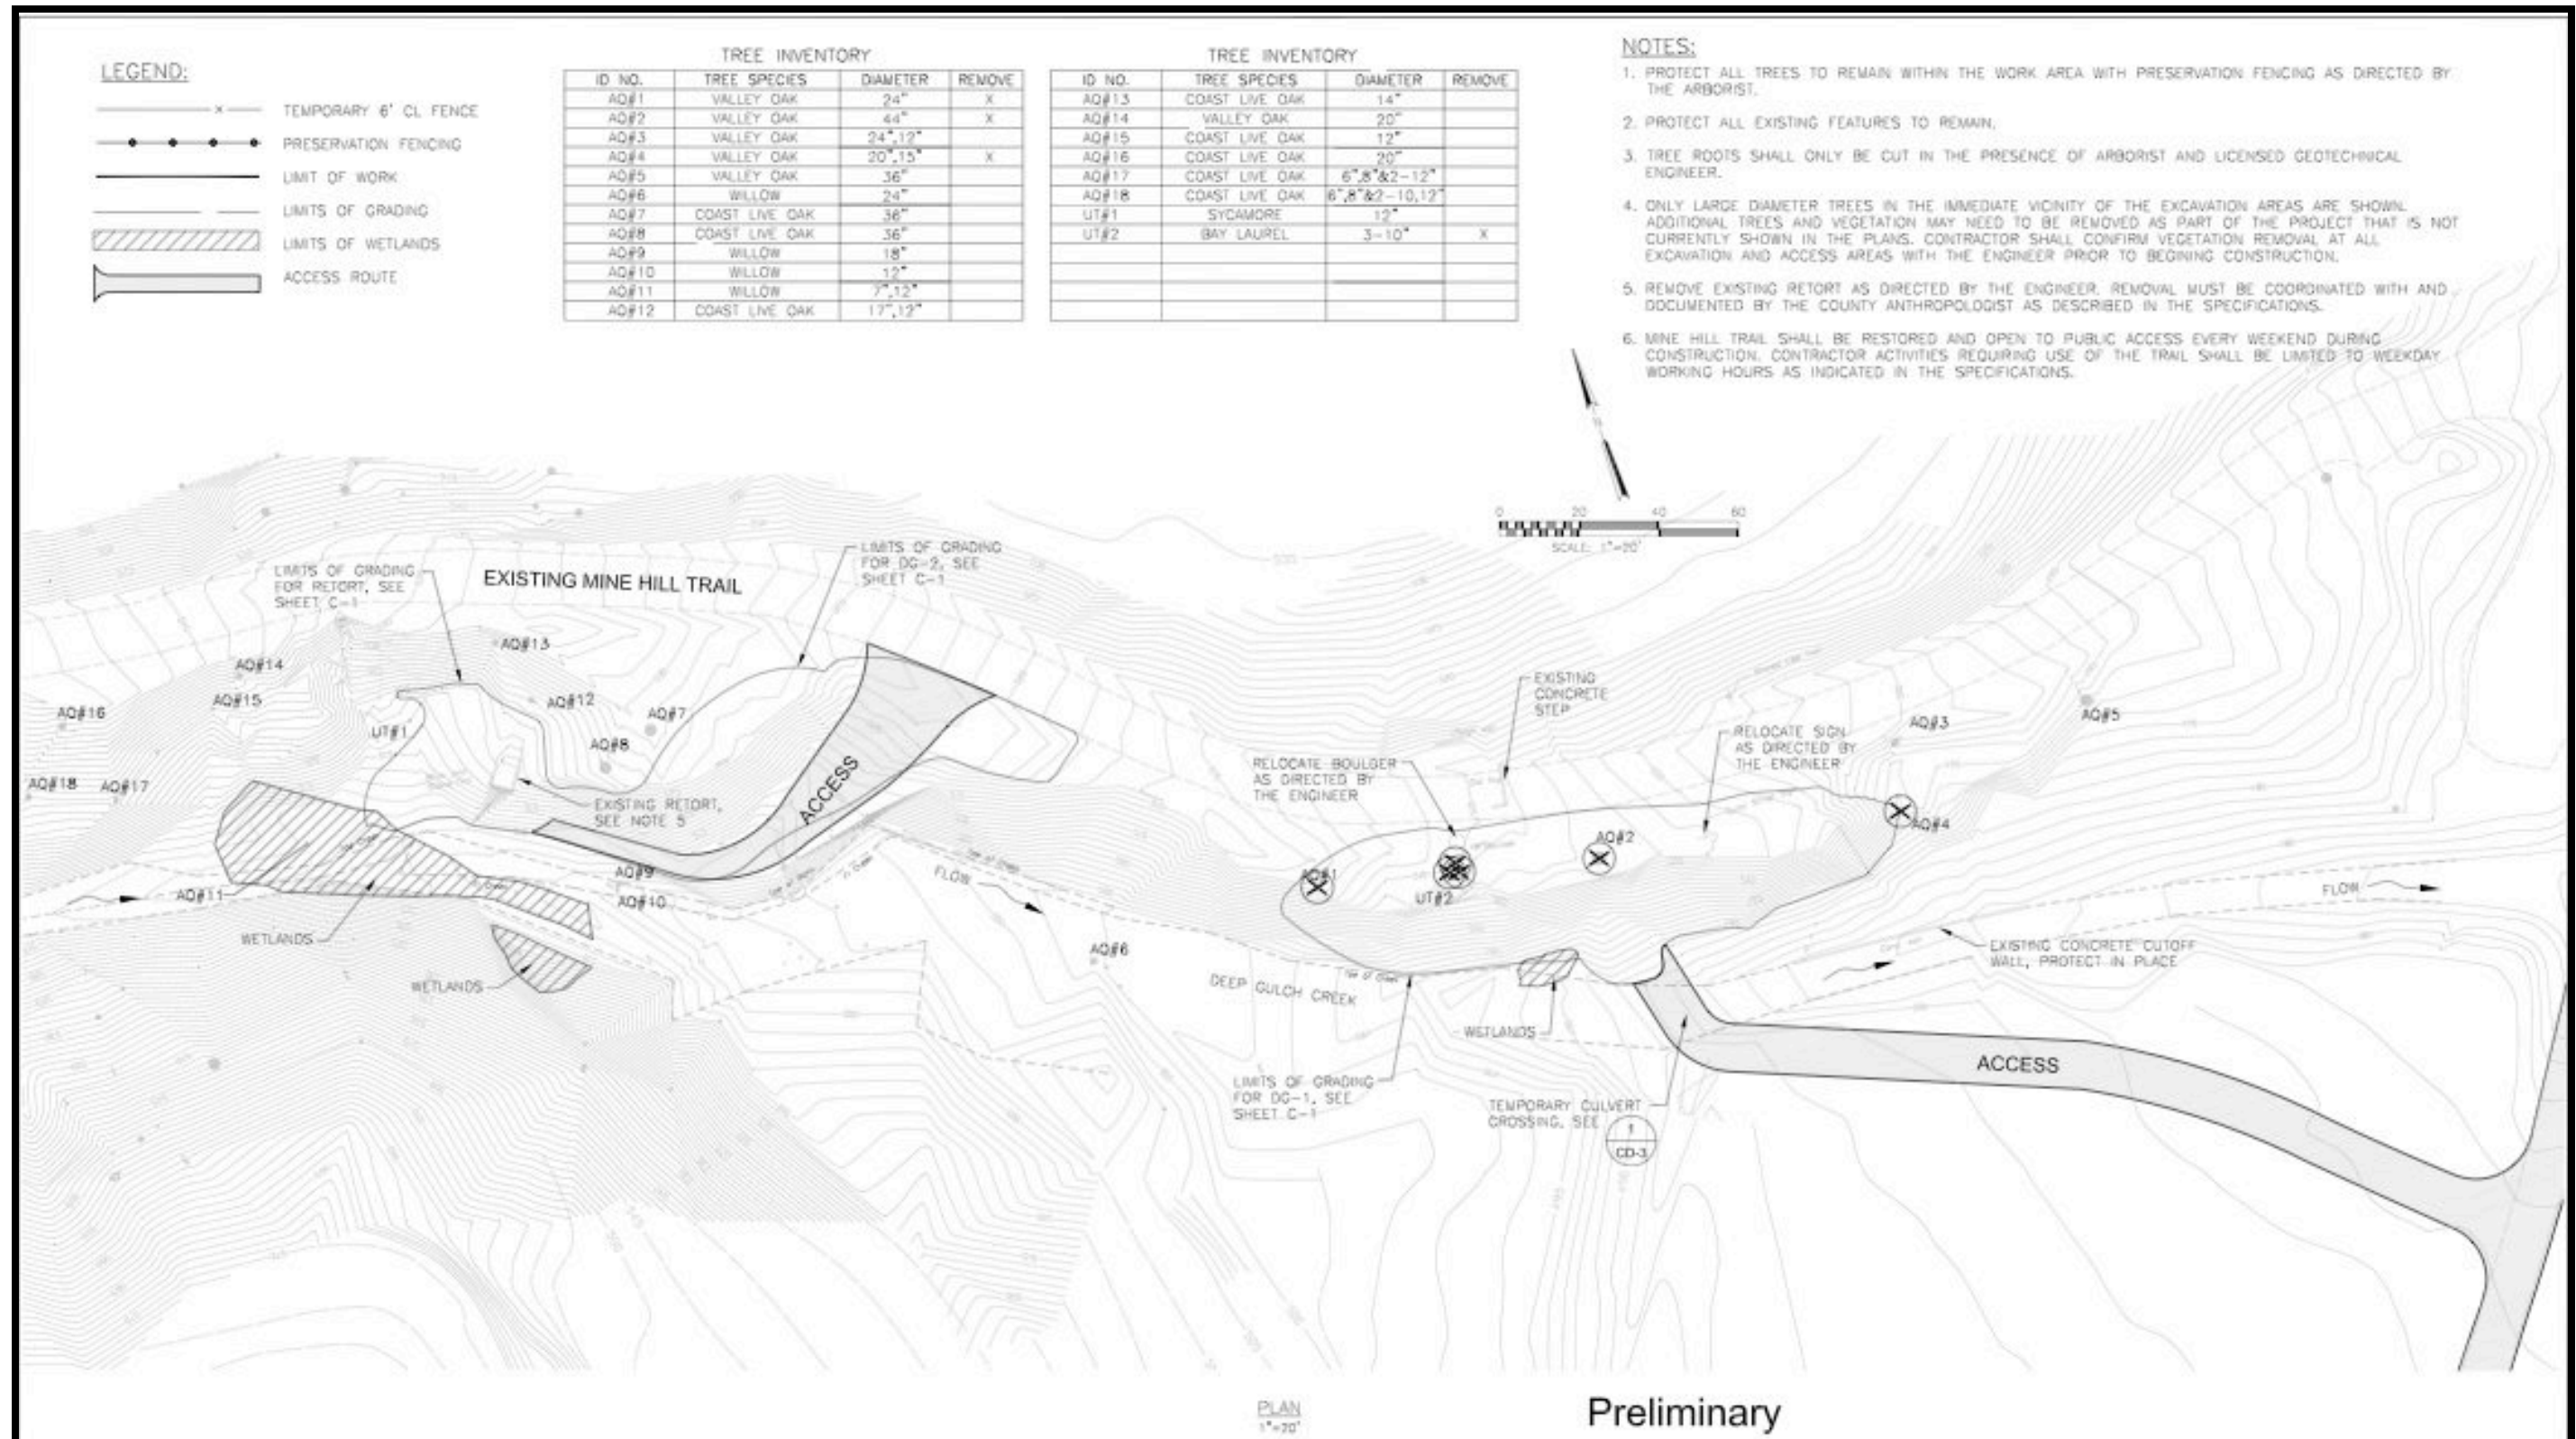 LEGEND:
TEMPORARY 6' CL FENCE
PRESERVATION FENCING
LIMIT OF WORK
LIMITS OF GRADING
LIMITS OF WETLANDS
ACCESS ROUTE
TREE INVENTORY
ID NO. TREE SPECIES DIAMETER REMOVE
AQ#1 VALLEY OAK 24" X
AQ#2 VALLEY OAK 44" X
AQ#3 VALLEY OAK 24",12"
AQ#4 VALLEY OAK 20",15" X
AQ#5 VALLEY OAK 36"
AQ#6 WILLOW 24"
AQ#7 COAST LIVE OAK 36"
AQ#8 COAST LIVE OAK 36"
AQ#9 WILLOW 18"
AQ#10 WILLOW 12"
AQ#11 WILLOW 7",12"
AQ#12 COAST LIVE OAK 17",12"
TREE INVENTORY
ID NO. TREE SPECIES DIAMETER REMOVE
AQ#13 COAST LIVE OAK 14"
AQ#14 VALLEY OAK 20"
AQ#15 COAST LIVE OAK 12"
AQ#16 COAST LIVE OAK 20"
AQ#17 COAST LIVE OAK 6",8"&2-12"
AQ#18 COAST LIVE OAK 6",8"&2-10,12"
UT#1 SYCAMORE 12"
UT#2 BAY LAUREL 3-10" X
NOTES:
1. PROTECT ALL TREES TO REMAIN WITHIN THE WORK AREA WITH PRESERVATION FENCING AS DIRECTED BY
THE ARBORIST.
2. PROTECT ALL EXISTING FEATURES TO REMAIN.
3. TREE ROOTS SHALL ONLY BE CUT IN THE PRESENCE OF ARBORIST AND LICENSED GEOTECHNICAL
ENGINEER.
4. ONLY LARGE DIAMETER TREES IN THE IMMEDIATE VICINITY OF THE EXCAVATION AREAS ARE SHOWN.
ADDITIONAL TREES AND VEGETATION MAY NEED TO BE REMOVED AS PART OF THE PROJECT THAT IS NOT
CURRENTLY SHOWN IN THE PLANS. CONTRACTOR SHALL CONFIRM VEGETATION REMOVAL AT ALL
EXCAVATION AND ACCESS AREAS WITH THE ENGINEER PRIOR TO BEGINING CONSTRUCTION.
5. REMOVE EXISTING RETORT AS DIRECTED BY THE ENGINEER. REMOVAL MUST BE COORDINATED WITH AND
DOCUMENTED BY THE COUNTY ANTHROPOLOGIST AS DESCRIBED IN THE SPECIFICATIONS.
6. MINE HILL TRAIL SHALL BE RESTORED AND OPEN TO PUBLIC ACCESS EVERY WEEKEND DURING
CONSTRUCTION. CONTRACTOR ACTIVITIES REQUIRING USE OF THE TRAIL SHALL BE LIMITED TO WEEKDAY
WORKING HOURS AS INDICATED IN THE SPECIFICATIONS.
0 20 40 60
SCALE: 1"=20'
LIMITS OF GRADING
FOR RETORT, SEE
SHEET C-1
EXISTING MINE HILL TRAIL
LIMITS OF GRADING
FOR DG-2, SEE
SHEET C-1
AQ#13
AQ#14
AQ#15
AQ#16
AQ#12
AQ#7
UT#1
AQ#8
AQ#18
AQ#17
EXISTING RETORT,
SEE NOTE 5
ACCESS
AQ#9
AQ#10
AQ#11
WETLANDS
WETLANDS
FLOW
AQ#6
EXISTING
CONCRETE
STEP
RELOCATE BOULDER
AS DIRECTED BY
THE ENGINEER
RELOCATE SIGN
AS DIRECTED BY
THE ENGINEER
AQ#3
AQ#5
AQ#4
AQ#2
AQ#1
UT#2
FLOW
EXISTING CONCRETE CUTOFF
WALL, PROTECT IN PLACE
DEEP GULCH CREEK
WETLANDS
ACCESS
LIMITS OF GRADING
FOR DG-1, SEE
SHEET C-1
TEMPORARY CULVERT
CROSSING, SEE
1
CD-3
PLAN
1"=20'
Preliminary